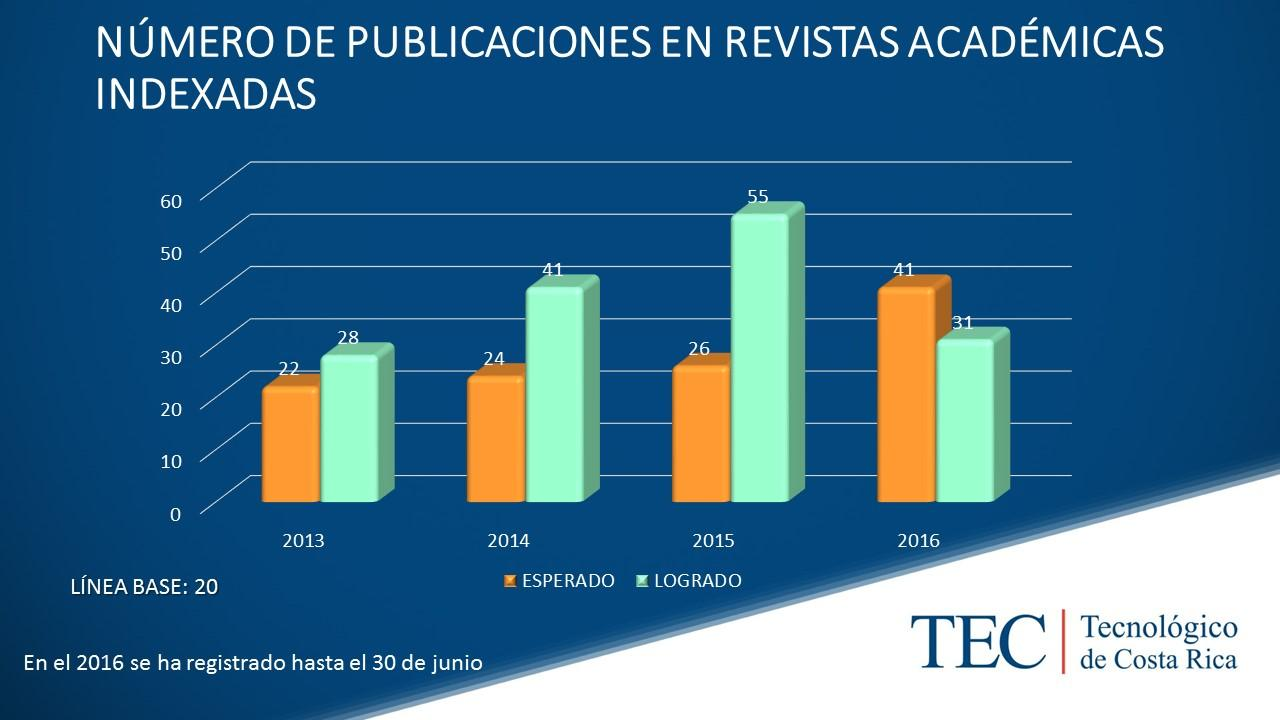 NÚMERO DE PUBLICACIONES EN REVISTAS ACADÉMICAS
INDEXADAS
60
50
40
30
20
10
0
22
28
24
41
26
55
41
31
2013
2014
2015
2016
ESPERADO
LOGRADO
LÍNEA BASE: 20
En el 2016 se ha registrado hasta el 30 de junio
TEC
Tecnológico
de Costa Rica